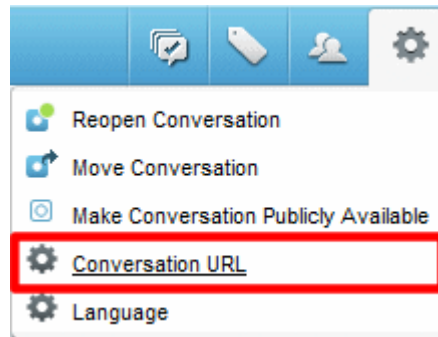 Reopen Conversation
Move Conversation
Make Conversation Publicly Available
Conversation URL
Language